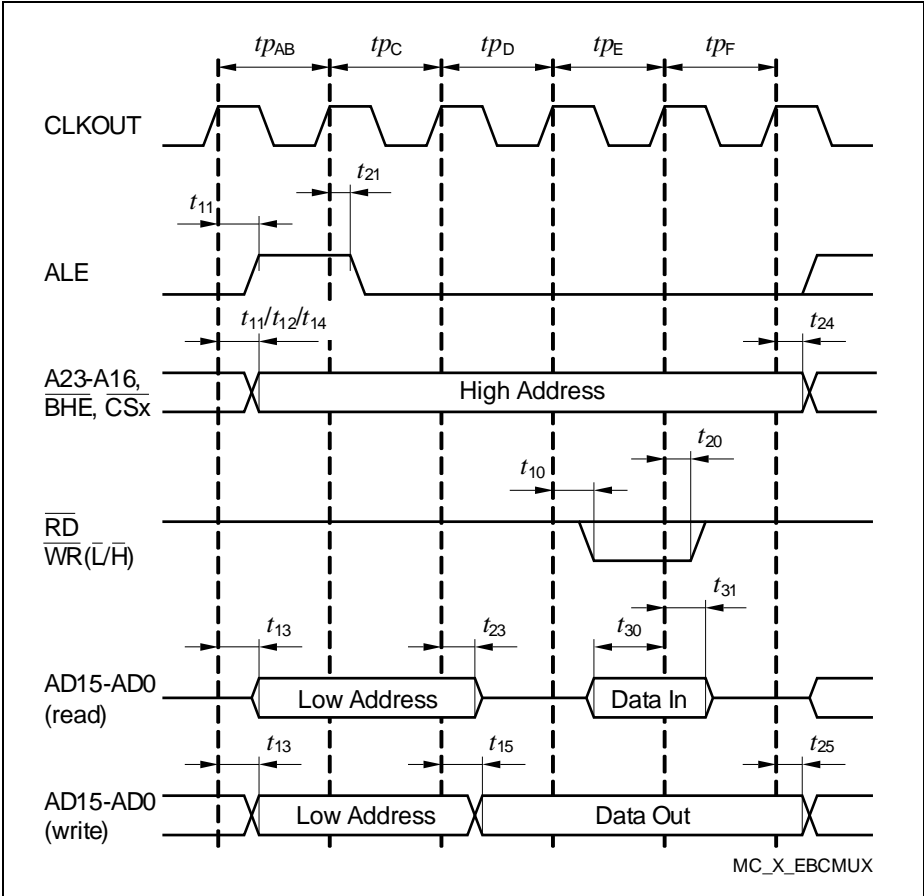 tpAB tpC tpD tpE tpF
CLKOUT
t21
t11
ALE
t11/t12/t14 t24
A23-A16,
BHE, CSx
High Address
t20
t10
RD
WR(L/H)
t31
t13 t23 t30
AD15-AD0
(read)
Low Address Data In
t13 t15 t25
AD15-AD0
(write)
Low Address Data Out
MC_X_EBCMUX